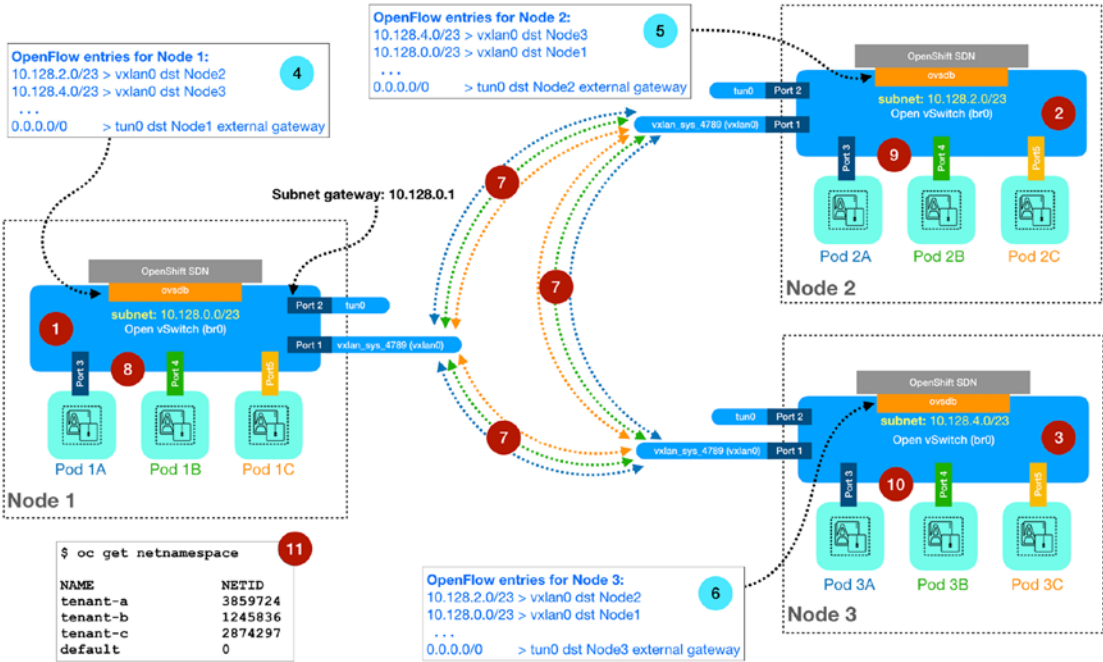 OpenFlow entries for Node 1:
10.128.2.0/23 > vxlan0 dst Node2
10.128.4.0/23 > vxlan0 dst Node3
...
0.0.0.0/0 > tun0 dst Node1 external gateway
4
OpenFlow entries for Node 2:
10.128.4.0/23 > vxlan0 dst Node3
10.128.0.0/23 > vxlan0 dst Node1
...
0.0.0.0/0 > tun0 dst Node2 external gateway
5
OpenShift SDN
ovsdb
subnet: 10.128.2.0/23
Open vSwitch (br0)
2
tun0
Port 2
vxlan_sys_4789 (vxlan0)
Port 1
9
Port 3
Port 4
Port5
Pod 2A
Pod 2B
Pod 2C
Node 2
7
Subnet gateway: 10.128.0.1
OpenShift SDN
ovsdb
subnet: 10.128.0.0/23
Open vSwitch (br0)
1
Port 2
tun0
Port 1
vxlan_sys_4789 (vxlan0)
8
Port 3
Port 4
Port5
Pod 1A
Pod 1B
Pod 1C
Node 1
7
7
OpenShift SDN
ovsdb
subnet: 10.128.4.0/23
Open vSwitch (br0)
3
tun0
Port 2
vxlan_sys_4789 (vxlan0)
Port 1
10
Port 3
Port 4
Port5
Pod 3A
Pod 3B
Pod 3C
Node 3
11
$ oc get netnamespace
NAME NETID
tenant-a 3859724
tenant-b 1245836
tenant-c 2874297
default 0
OpenFlow entries for Node 3:
10.128.2.0/23 > vxlan0 dst Node2
10.128.0.0/23 > vxlan0 dst Node1
...
0.0.0.0/0 > tun0 dst Node3 external gateway
6